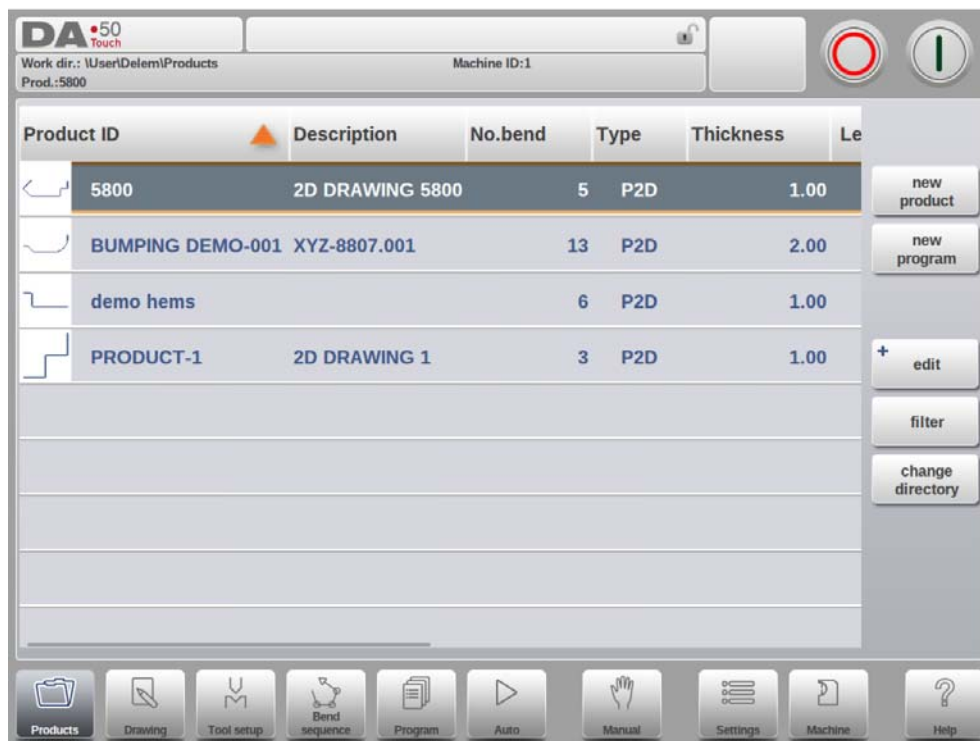 DA•50
Touch
Work dir.: \User\Delem\Products
Machine ID:1
Prod.:5800
Product ID Description No.bend Type Thickness Le
5800 2D DRAWING 5800 5 P2D 1.00
BUMPING DEMO-001 XYZ-8807.001 13 P2D 2.00
demo hems 6 P2D 1.00
PRODUCT-1 2D DRAWING 1 3 P2D 1.00
new
product
new
program
+
edit
filter
change
directory
Products
Drawing
Tool setup
Bend
sequence
Program
Auto
Manual
Settings
Machine
?
Help